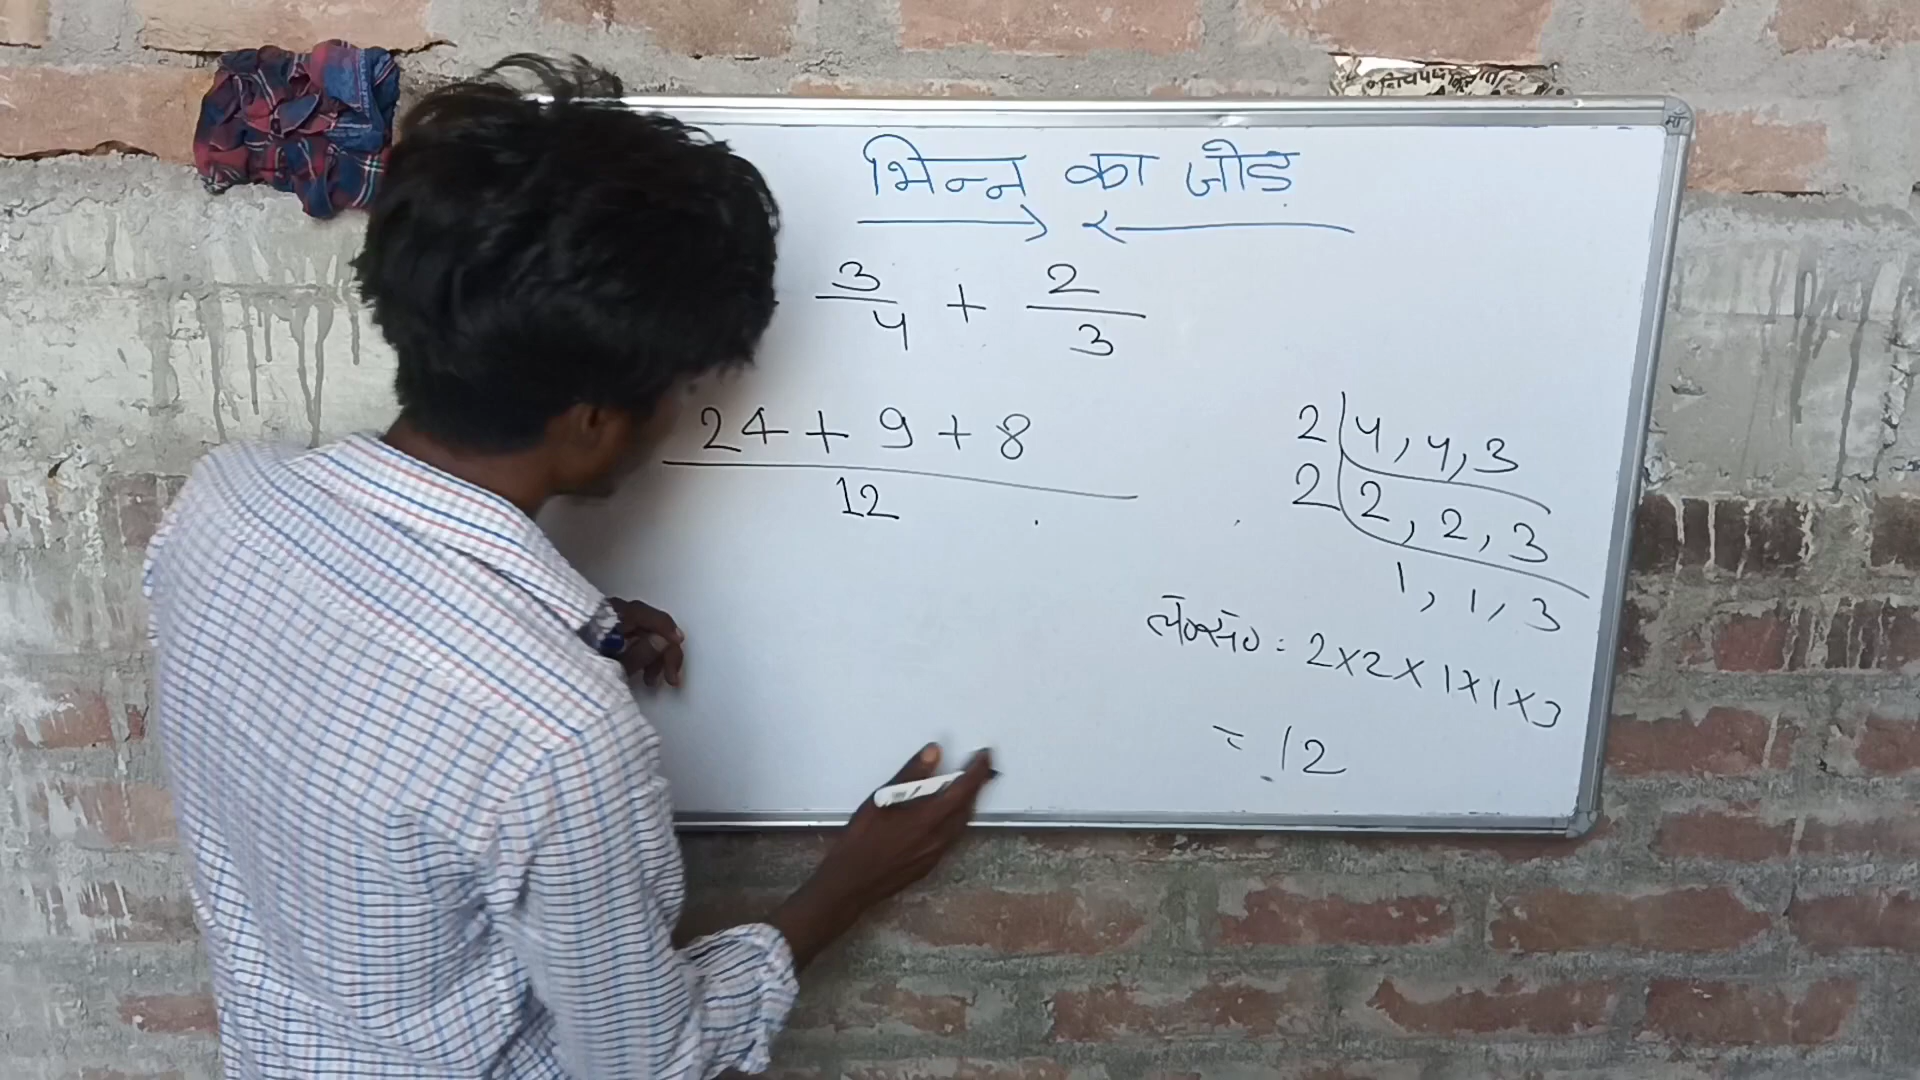 भिन्न का जोड
3/4 + 2/3
24 + 9 + 8
12
2 | 4, 4, 3
2 | 2, 2, 3
1, 1, 3
ल०स० = 2×2×1×1×3
= 12